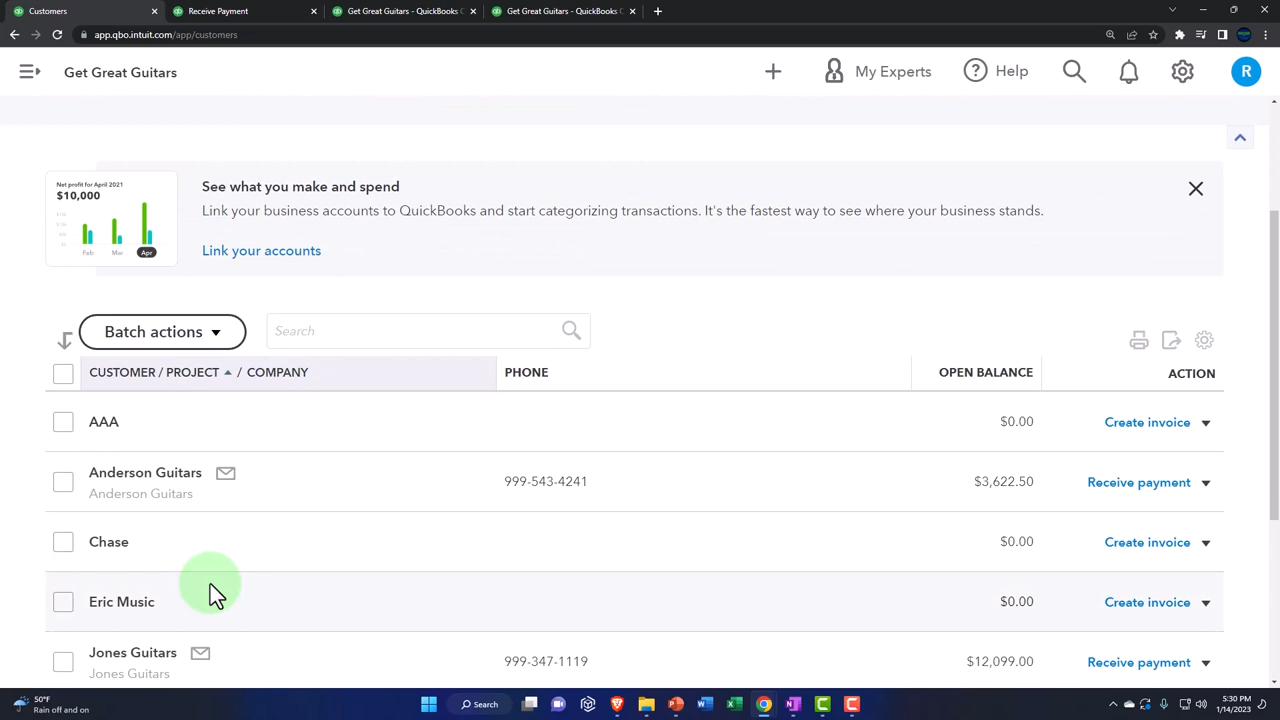 Customers
Receive Payment
Get Great Guitars - QuickBooks C
Get Great Guitars - QuickBooks C
app.qbo.intuit.com/app/customers
Get Great Guitars
My Experts
Help
R
Net profit for April 2021
$10,000
Feb Mar Apr
See what you make and spend
Link your business accounts to QuickBooks and start categorizing transactions. It's the fastest way to see where your business stands.
Link your accounts
Batch actions
Search
CUSTOMER / PROJECT / COMPANY PHONE OPEN BALANCE ACTION
AAA $0.00 Create invoice
Anderson Guitars 999-543-4241 $3,622.50 Receive payment
Anderson Guitars
Chase $0.00 Create invoice
Eric Music $0.00 Create invoice
Jones Guitars 999-347-1119 $12,099.00 Receive payment
Jones Guitars
50°F
Rain off and on
Search
5:30 PM
1/14/2023